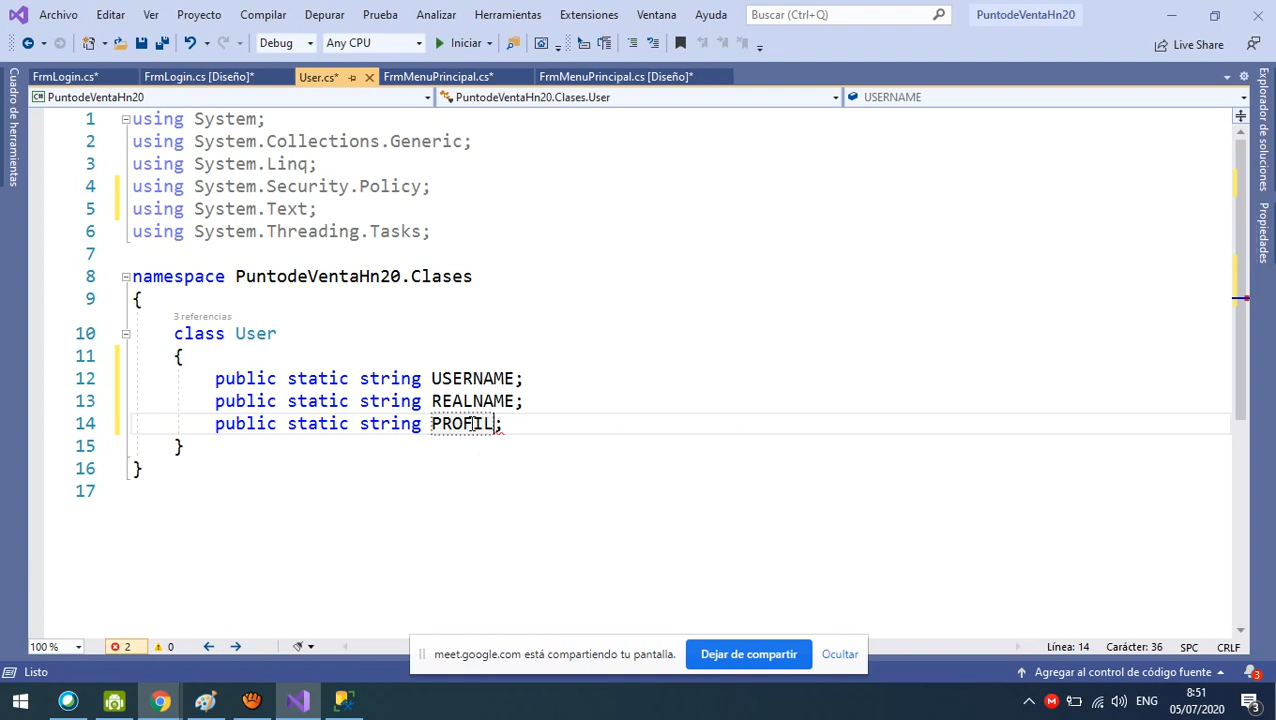 Archivo Editar Ver Proyecto Compilar Depurar Prueba Analizar Herramientas Extensiones Ventana Ayuda Buscar (Ctrl+Q) PuntodeVentaHn20
Debug Any CPU Iniciar Live Share
FrmLogin.cs* FrmLogin.cs [Diseño]* User.cs* FrmMenuPrincipal.cs* FrmMenuPrincipal.cs [Diseño]*
PuntodeVentaHn20 PuntodeVentaHn20.Clases.User USERNAME
Cuadro de herramientas
Explorador de soluciones
Propiedades
1 using System;
2 using System.Collections.Generic;
3 using System.Linq;
4 using System.Security.Policy;
5 using System.Text;
6 using System.Threading.Tasks;
7
8 namespace PuntodeVentaHn20.Clases
9 {
3 referencias
10 class User
11 {
12 public static string USERNAME;
13 public static string REALNAME;
14 public static string PROFIL;
15 }
16 }
17
100 % 2 0 Línea: 14 Carácter: 36 SPC CRLF
meet.google.com está compartiendo tu pantalla. Dejar de compartir Ocultar
Listo Agregar al control de código fuente 3
ENG 8:51
05/07/2020 3